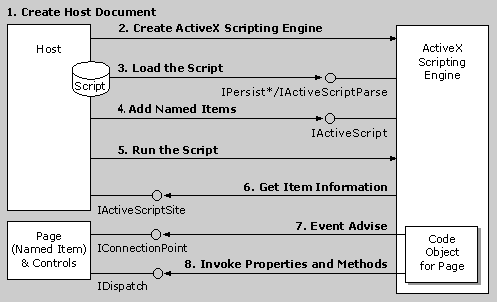 1. Create Host Document
Host
2. Create ActiveX Scripting Engine
ActiveX
Scripting
Engine
Script
3. Load the Script
IPersist*/IActiveScriptParse
4. Add Named Items
IActiveScript
5. Run the Script
6. Get Item Information
IActiveScriptSite
Page
(Named Item)
& Controls
7. Event Advise
IConnectionPoint
Code
Object
for Page
8. Invoke Properties and Methods
IDispatch